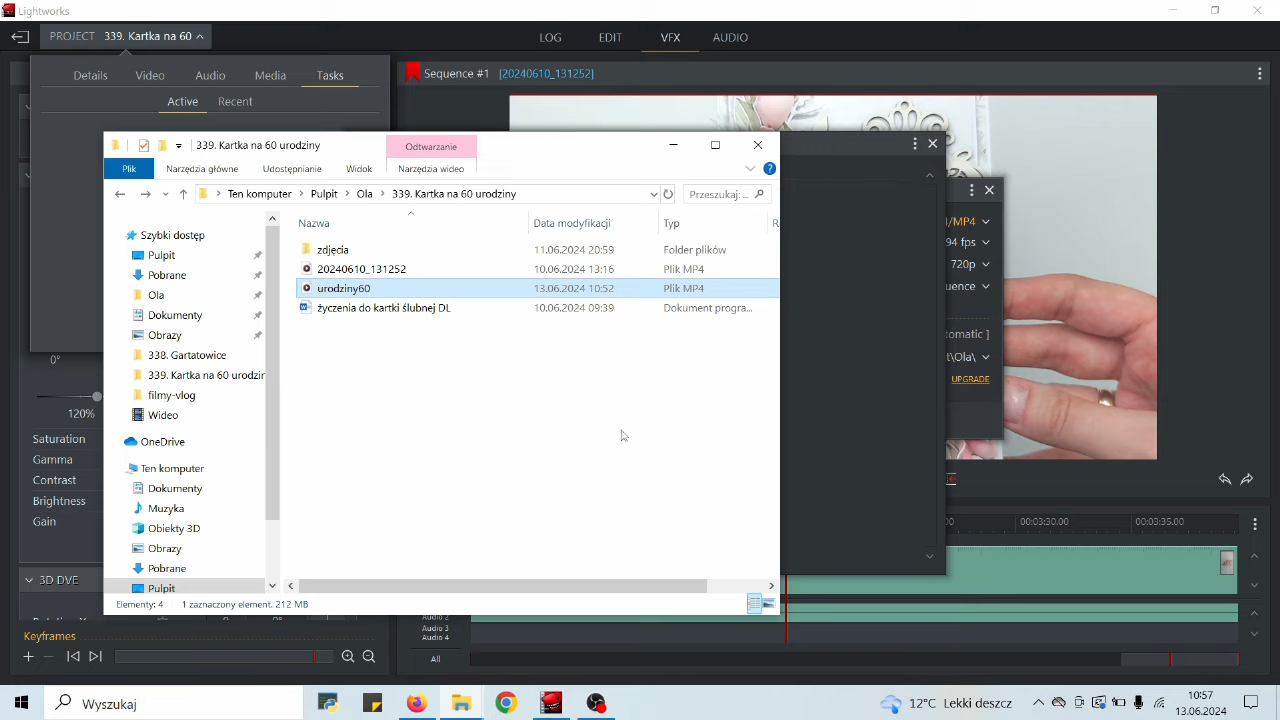 Lightworks
PROJECT 339. Kartka na 60
LOG EDIT VFX AUDIO
Details Video Audio Media Tasks
Active Recent
Sequence #1 [20240610_131252]
339. Kartka na 60 urodziny
Odtwarzanie
Plik Narzędzia główne Udostępnianie Widok Narzędzia wideo
Ten komputer Pulpit Ola 339. Kartka na 60 urodziny
Przeszukaj: ...
Nazwa Data modyfikacji Typ R
zdjęcia 11.06.2024 20:59 Folder plików
20240610_131252 10.06.2024 13:16 Plik MP4
urodziny60 13.06.2024 10:52 Plik MP4
życzenia do kartki ślubnej DL 10.06.2024 09:39 Dokument progra...
Szybki dostęp
Pulpit
Pobrane
Ola
Dokumenty
Obrazy
338. Gartatowice
339. Kartka na 60 urodzin
filmy-vlog
Wideo
OneDrive
Ten komputer
Dokumenty
Muzyka
Obiekty 3D
Obrazy
Pobrane
Pulpit
Elementy: 4 1 zaznaczony element. 212 MB
4/MP4
94 fps
720p
quence
omatic ]
t\Ola\
UPGRADE
0°
120%
Saturation
Gamma
Contrast
Brightness
Gain
3D DVE
Keyframes
00 00:03:30.00 00:03:35.00
Audio 2
Audio 3
Audio 4
All
Wyszukaj
12°C Lekki deszcz
10:57
13.06.2024